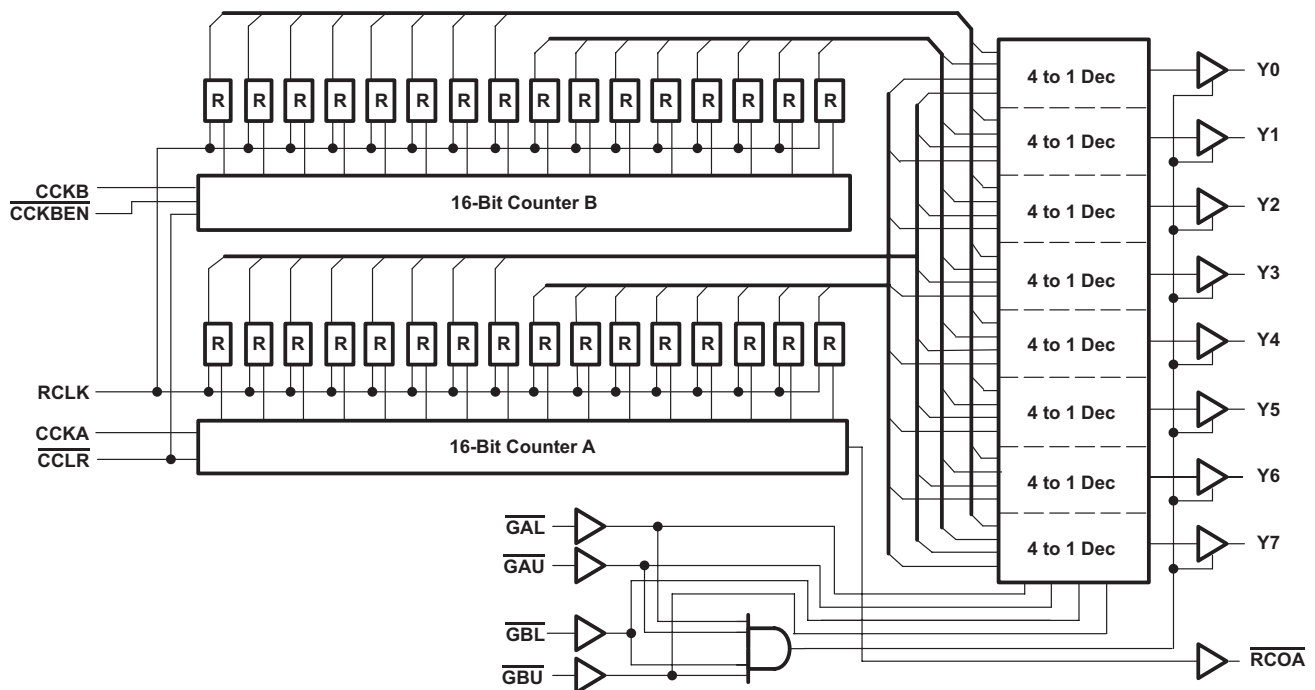 R R R R R R R R R R R R R R R R
4 to 1 Dec Y0
4 to 1 Dec Y1
CCKB
CCKBEN
16-Bit Counter B
4 to 1 Dec Y2
4 to 1 Dec Y3
R R R R R R R R R R R R R R R R
4 to 1 Dec Y4
RCLK
4 to 1 Dec Y5
CCKA
CCLR
16-Bit Counter A
4 to 1 Dec Y6
GAL
4 to 1 Dec Y7
GAU
GBL
GBU
RCOA